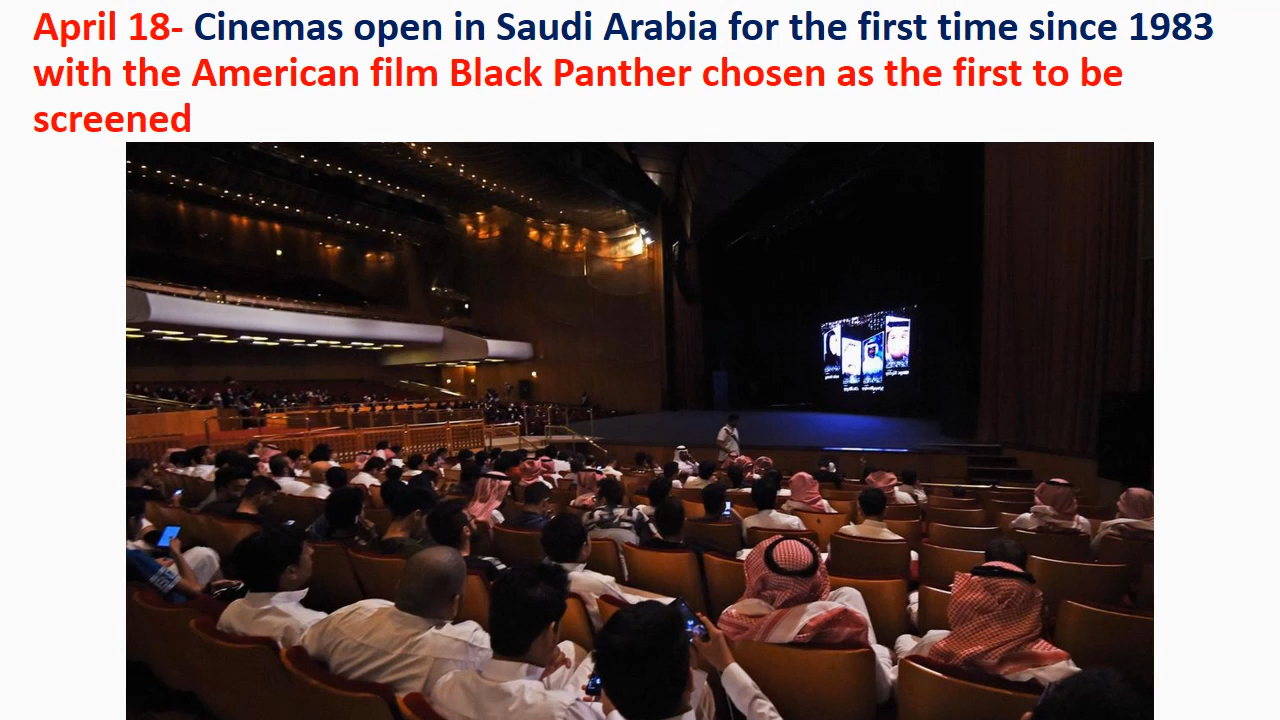 April 18- Cinemas open in Saudi Arabia for the first time since 1983
with the American film Black Panther chosen as the first to be
screened